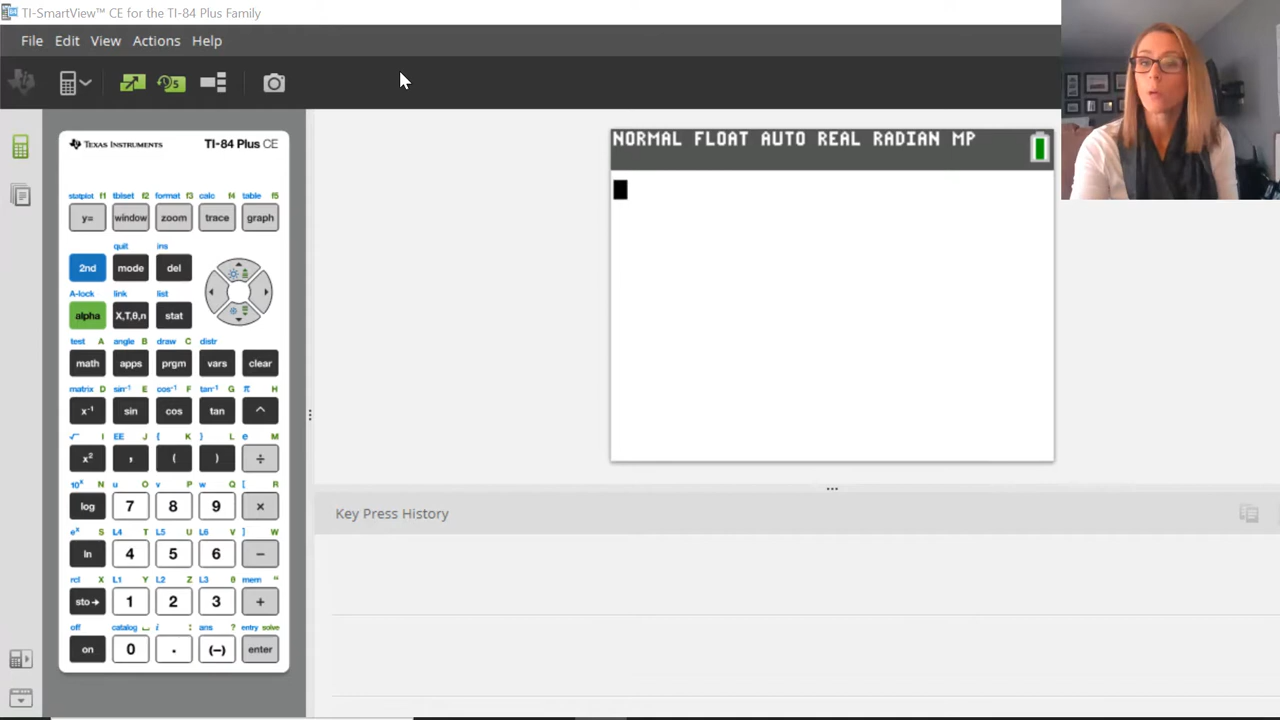 TI-SmartView™ CE for the TI-84 Plus Family
File Edit View Actions Help
TEXAS INSTRUMENTS TI-84 Plus CE
NORMAL FLOAT AUTO REAL RADIAN MP
statplot f1 tblset f2 format f3 calc f4 table f5
y= window zoom trace graph
quit ins
2nd mode del
A-lock link list
alpha X,T,θ,n stat
test A angle B draw C distr
math apps prgm vars clear
matrix D sin⁻¹ E cos⁻¹ F tan⁻¹ G π H
x⁻¹ sin cos tan ^
√ I EE J { K } L e M
x² , ( ) ÷
10ˣ N u O v P w Q [ R
log 7 8 9 ×
eˣ S L4 T L5 U L6 V ] W
ln 4 5 6 −
rcl X L1 Y L2 Z L3 θ mem "
sto→ 1 2 3 +
off catalog ⎵ i : ans ? entry solve
on 0 . (−) enter
Key Press History